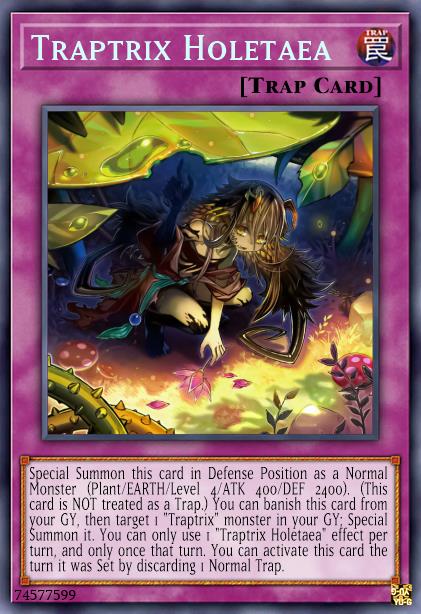 TRAPTRIX HOLETAEA
TRAP
罠
[TRAP CARD]
Special Summon this card in Defense Position as a Normal
Monster (Plant/EARTH/Level 4/ATK 400/DEF 2400). (This
card is NOT treated as a Trap.) You can banish this card
from your GY, then target 1 "Traptrix" monster in your GY; Special
Summon it. You can only use 1 "Traptrix Holetaea" effect per
turn, and only once that turn. You can activate this card the
turn it was Set by discarding 1 Normal Trap.
74577599